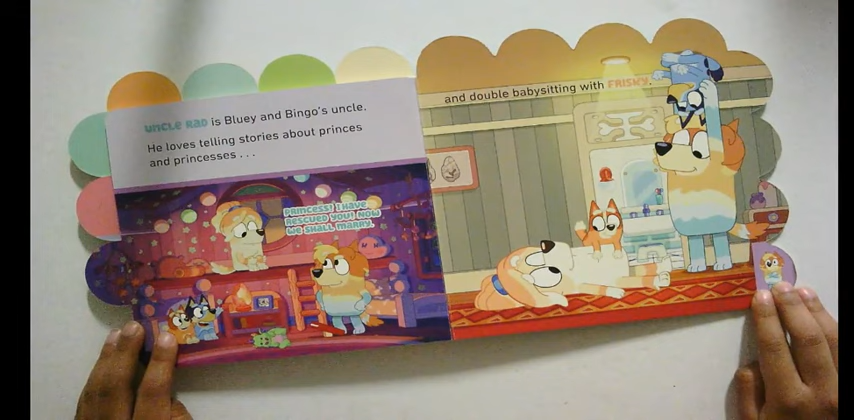 UNCLE RAD is Bluey and Bingo's uncle.
He loves telling stories about princes
and princesses . . .
PRINCESS! I HAVE
RESCUED YOU! NOW
WE SHALL MARRY.
and double babysitting with FRISKY.